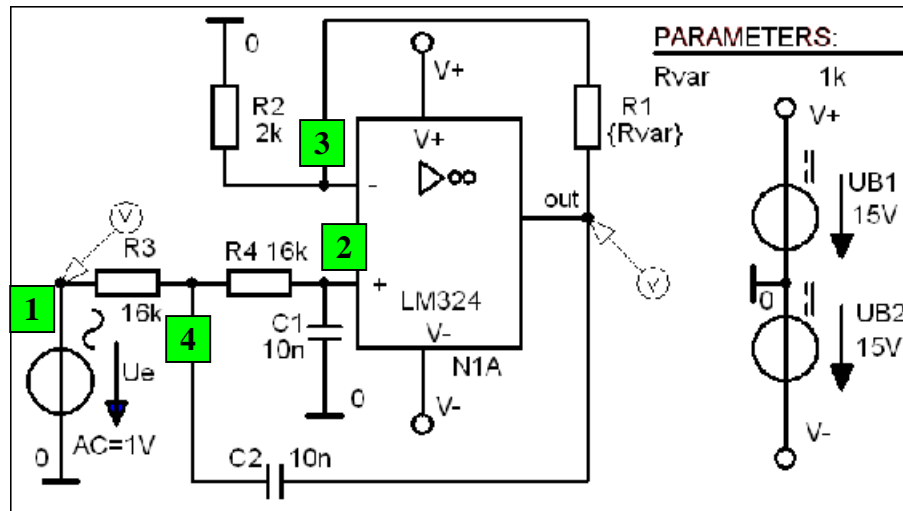 0
R2
2k
3
V+
V+
-
∞
R1
{Rvar}
out
V
R3
16k
1
R4 16k
2
+
LM324
V-
N1A
4
C1
10n
0
Ue
AC=1V
0
V-
C2 10n
V
PARAMETERS:
Rvar 1k
V+
UB1
15V
0
UB2
15V
V-